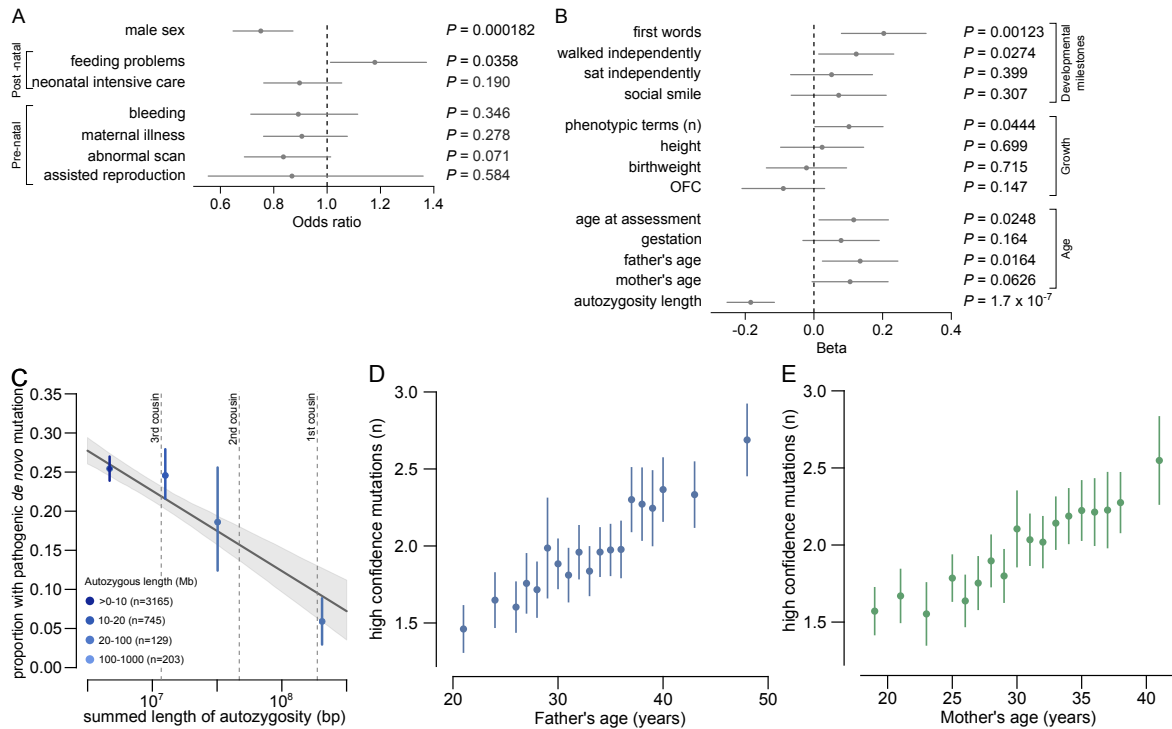 A
male sex
P = 0.000182
Post -natal
feeding problems
P = 0.0358
neonatal intensive care
P = 0.190
Pre-natal
bleeding
P = 0.346
maternal illness
P = 0.278
abnormal scan
P = 0.071
assisted reproduction
P = 0.584
0.6 0.8 1.0 1.2 1.4
Odds ratio
B
first words
P = 0.00123
walked independently
P = 0.0274
sat independently
P = 0.399
social smile
P = 0.307
Developmental
milestones
phenotypic terms (n)
P = 0.0444
height
P = 0.699
birthweight
P = 0.715
OFC
P = 0.147
Growth
age at assessment
P = 0.0248
gestation
P = 0.164
father's age
P = 0.0164
mother's age
P = 0.0626
Age
autozygosity length
P = 1.7 x 10-7
-0.2 0.0 0.2 0.4
Beta
C
proportion with pathogenic de novo mutation
0.35
0.30
0.25
0.20
0.15
0.10
0.05
0.00
3rd cousin
2nd cousin
1st cousin
Autozygous length (Mb)
>0-10 (n=3165)
10-20 (n=745)
20-100 (n=129)
100-1000 (n=203)
10⁷ 10⁸
summed length of autozygosity (bp)
D
high confidence mutations (n)
3.0
2.5
2.0
1.5
20 30 40 50
Father's age (years)
E
high confidence mutations (n)
3.0
2.5
2.0
1.5
20 25 30 35 40
Mother's age (years)